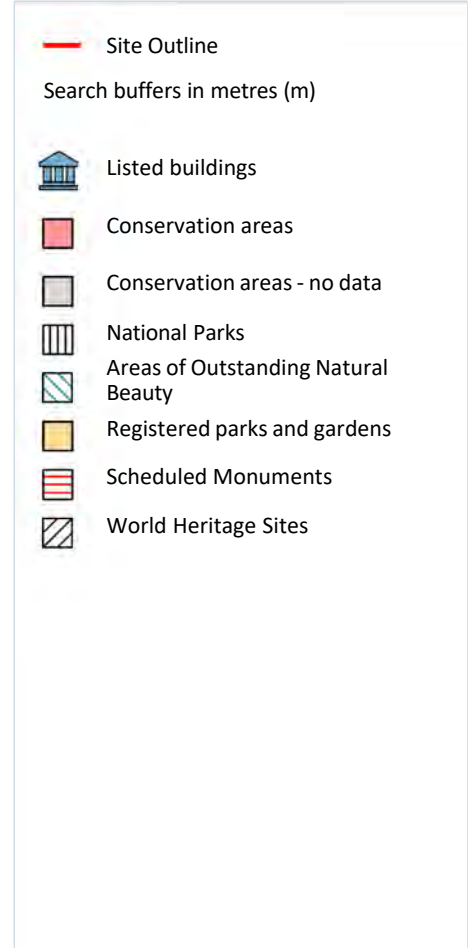 Site Outline
Search buffers in metres (m)
Listed buildings
Conservation areas
Conservation areas - no data
National Parks
Areas of Outstanding Natural
Beauty
Registered parks and gardens
Scheduled Monuments
World Heritage Sites